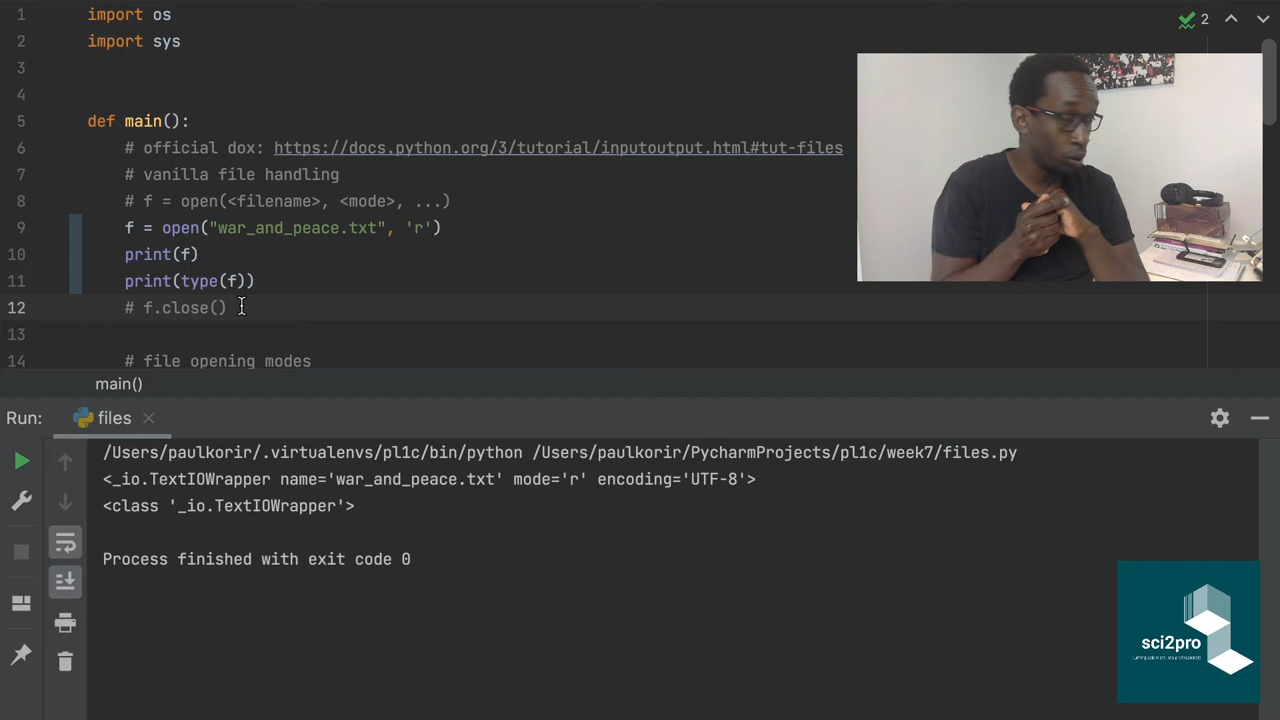 1 import os
2 import sys
3
4
5 def main():
6 # official dox: https://docs.python.org/3/tutorial/inputoutput.html#tut-files
7 # vanilla file handling
8 # f = open(<filename>, <mode>, ...)
9 f = open("war_and_peace.txt", 'r')
10 print(f)
11 print(type(f))
12 # f.close()
13
14 # file opening modes
2
main()
Run: files
/Users/paulkorir/.virtualenvs/pl1c/bin/python /Users/paulkorir/PycharmProjects/pl1c/week7/files.py
<_io.TextIOWrapper name='war_and_peace.txt' mode='r' encoding='UTF-8'>
<class '_io.TextIOWrapper'>
Process finished with exit code 0
sci2pro